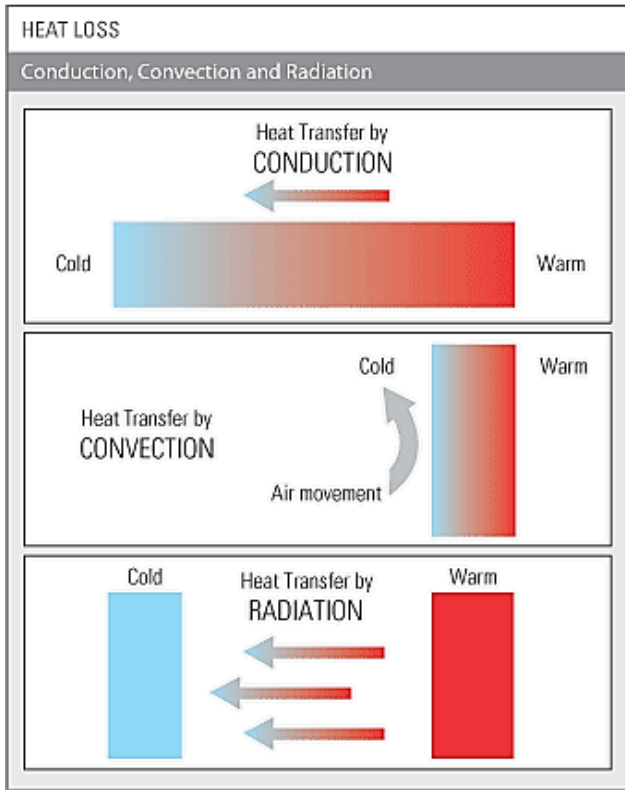 HEAT LOSS
Conduction, Convection and Radiation
Heat Transfer by
CONDUCTION
Cold
Warm
Cold
Warm
Heat Transfer by
CONVECTION
Air movement
Cold
Heat Transfer by
Warm
RADIATION